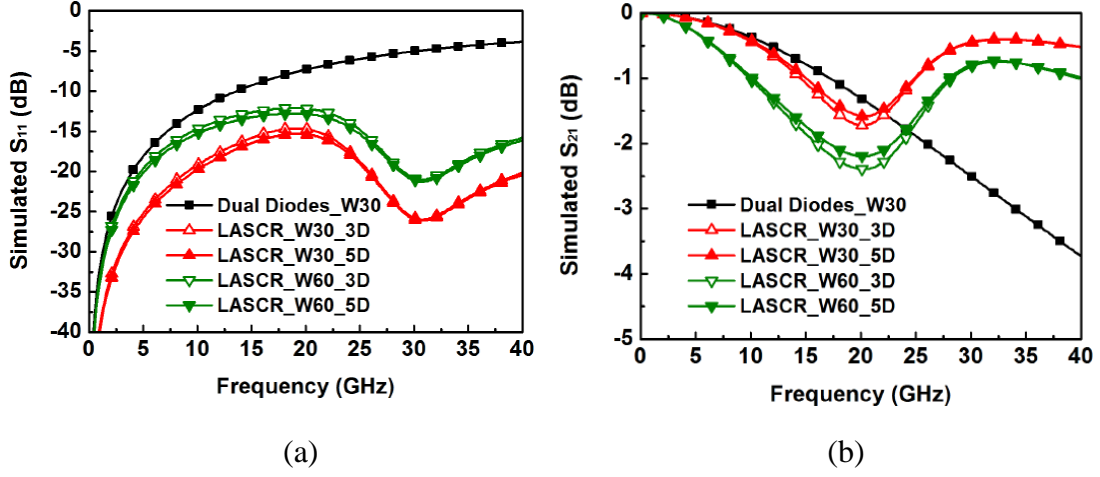 0
-5
-10
-15
-20
-25
-30
-35
-40
Simulated S11 (dB)
Dual Diodes_W30
LASCR_W30_3D
LASCR_W30_5D
LASCR_W60_3D
LASCR_W60_5D
0 5 10 15 20 25 30 35 40
Frequency (GHz)
(a)
0
-1
-2
-3
-4
-5
Simulated S21 (dB)
Dual Diodes_W30
LASCR_W30_3D
LASCR_W30_5D
LASCR_W60_3D
LASCR_W60_5D
0 5 10 15 20 25 30 35 40
Frequency (GHz)
(b)